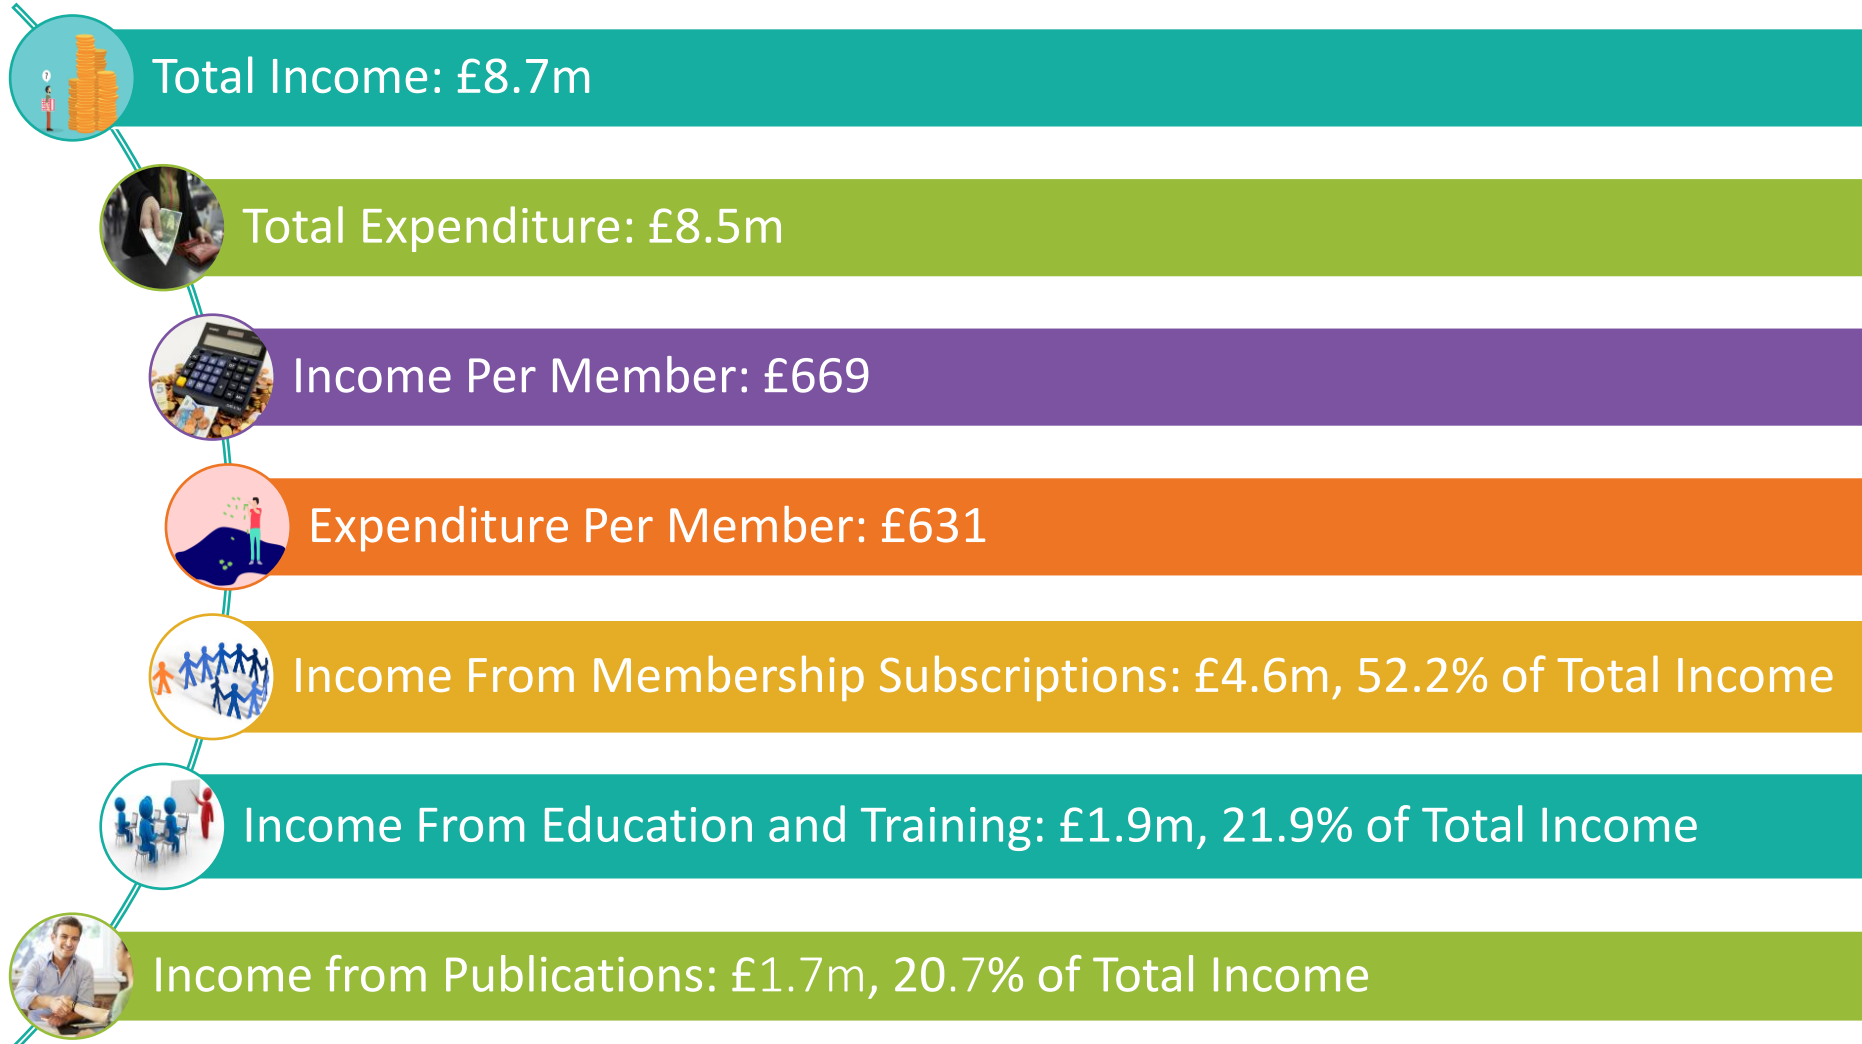 Total Income: £8.7m
Total Expenditure: £8.5m
Income Per Member: £669
Expenditure Per Member: £631
Income From Membership Subscriptions: £4.6m, 52.2% of Total Income
Income From Education and Training: £1.9m, 21.9% of Total Income
Income from Publications: £1.7m, 20.7% of Total Income